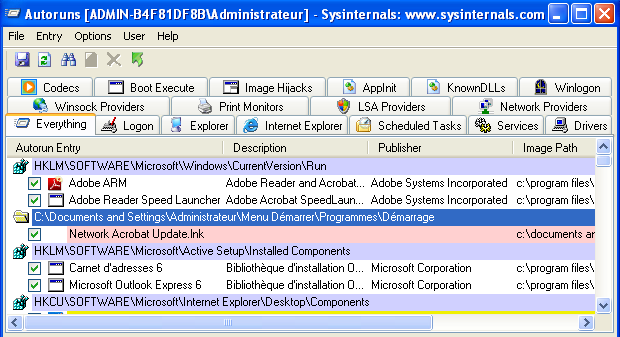 Autoruns [ADMIN-B4F81DF8B\Administrateur] - Sysinternals: www.sysinternals.com
File Entry Options User Help
Codecs Boot Execute Image Hijacks AppInit KnownDLLs Winlogon
Winsock Providers Print Monitors LSA Providers Network Providers
Everything Logon Explorer Internet Explorer Scheduled Tasks Services Drivers
Autorun Entry Description Publisher Image Path
HKLM\SOFTWARE\Microsoft\Windows\CurrentVersion\Run
Adobe ARM Adobe Reader and Acrobat... Adobe Systems Incorporated c:\program files\
Adobe Reader Speed Launcher Adobe Acrobat SpeedLaun... Adobe Systems Incorporated c:\program files\
C:\Documents and Settings\Administrateur\Menu Démarrer\Programmes\Démarrage
Network Acrobat Update.lnk c:\documents ar
HKLM\SOFTWARE\Microsoft\Active Setup\Installed Components
Carnet d'adresses 6 Bibliothèque d'installation O... Microsoft Corporation c:\program files\
Microsoft Outlook Express 6 Bibliothèque d'installation O... Microsoft Corporation c:\program files\
HKCU\SOFTWARE\Microsoft\Internet Explorer\Desktop\Components